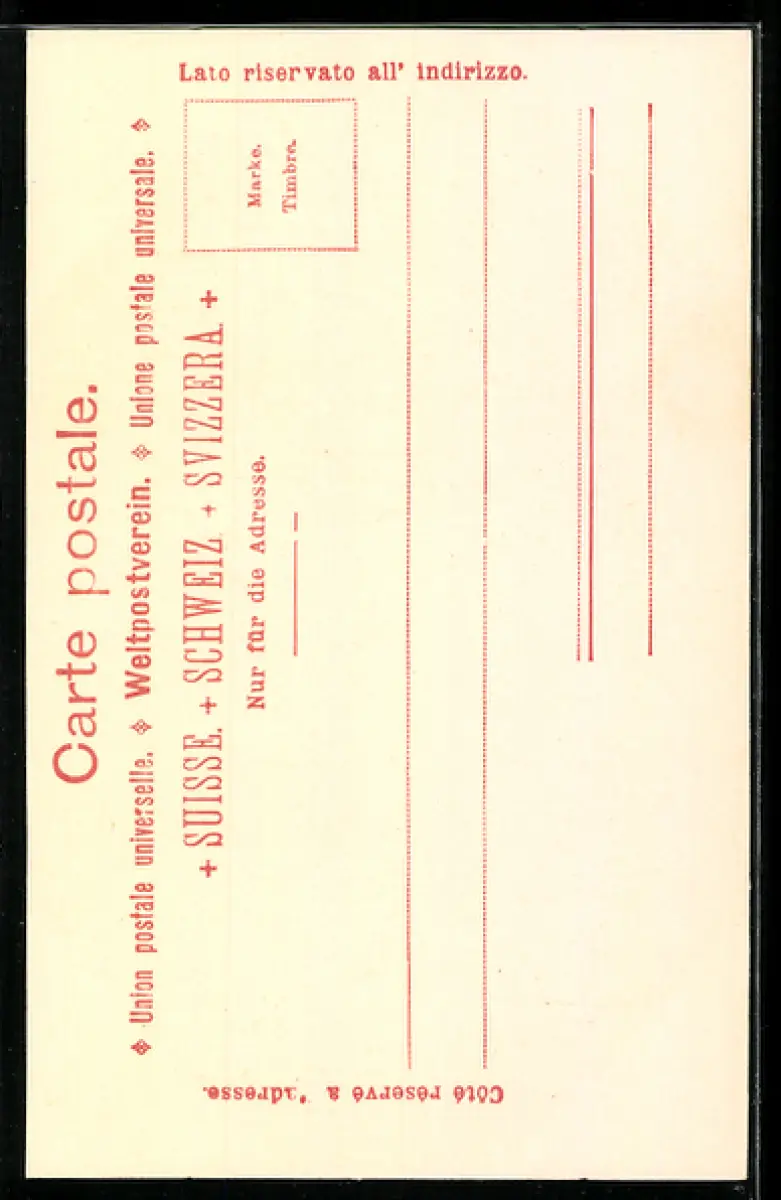 Carte postale.
❖ Union postale universelle. ❖ Weltpostverein. ❖ Unione postale universale. ❖
+ SUISSE. + SCHWEIZ + SVIZZERA. +
Nur für die Adresse.
Marke.
Timbre.
Lato riservato all' indirizzo.
Côté réservé a 'adresse.